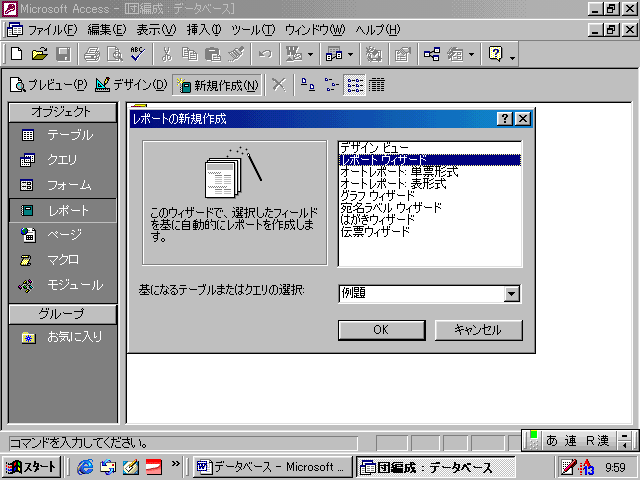 Microsoft Access - [団編成 : データベース]
ファイル(F) 編集(E) 表示(V) 挿入(I) ツール(T) ウィンドウ(W) ヘルプ(H)
プレビュー(P) デザイン(D) 新規作成(N)
オブジェクト
テーブル
クエリ
フォーム
レポート
ページ
マクロ
モジュール
グループ
お気に入り
レポートの新規作成
このウィザードで、選択したフィールド
を基に自動的にレポートを作成しま
す。
デザイン ビュー
レポート ウィザード
オートレポート: 単票形式
オートレポート: 表形式
グラフ ウィザード
宛名ラベル ウィザード
はがきウィザード
伝票ウィザード
基になるテーブルまたはクエリの選択:
例題
OK キャンセル
コマンドを入力してください。
あ 連 R漢
スタート
データベース - Microsoft ...
団編成 : データベース
13
9:59